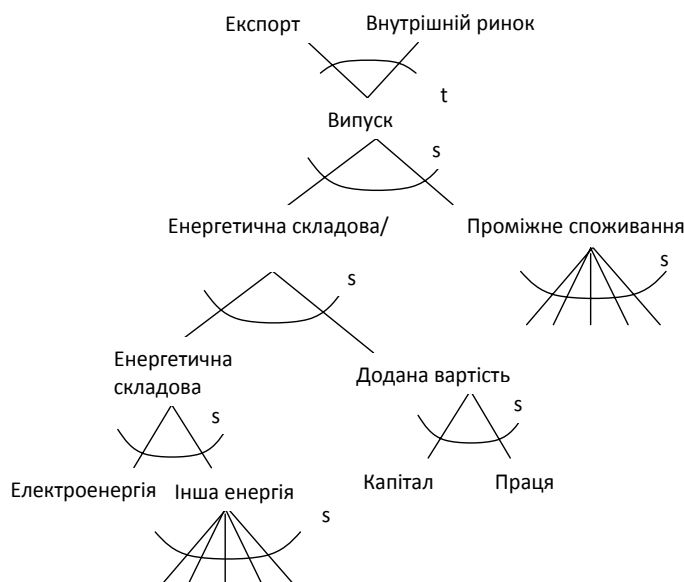 Експорт
Внутрішній ринок
t
Випуск
s
Енергетична складова/
Проміжне споживання
s
s
Енергетична
складова
Додана вартість
s
s
Електроенергія
Інша енергія
Капітал
Праця
s